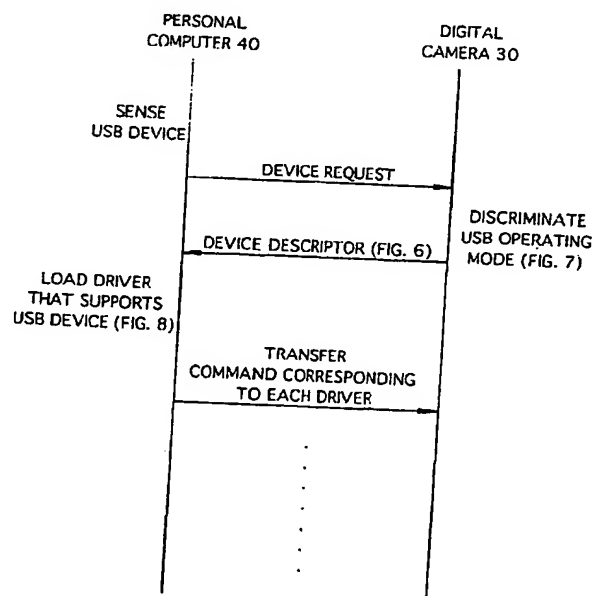 PERSONAL
COMPUTER 40
DIGITAL
CAMERA 30
SENSE
USB DEVICE
DEVICE REQUEST
DISCRIMINATE
USB OPERATING
MODE (FIG. 7)
DEVICE DESCRIPTOR (FIG. 6)
LOAD DRIVER
THAT SUPPORTS
USB DEVICE (FIG. 8)
TRANSFER
COMMAND CORRESPONDING
TO EACH DRIVER